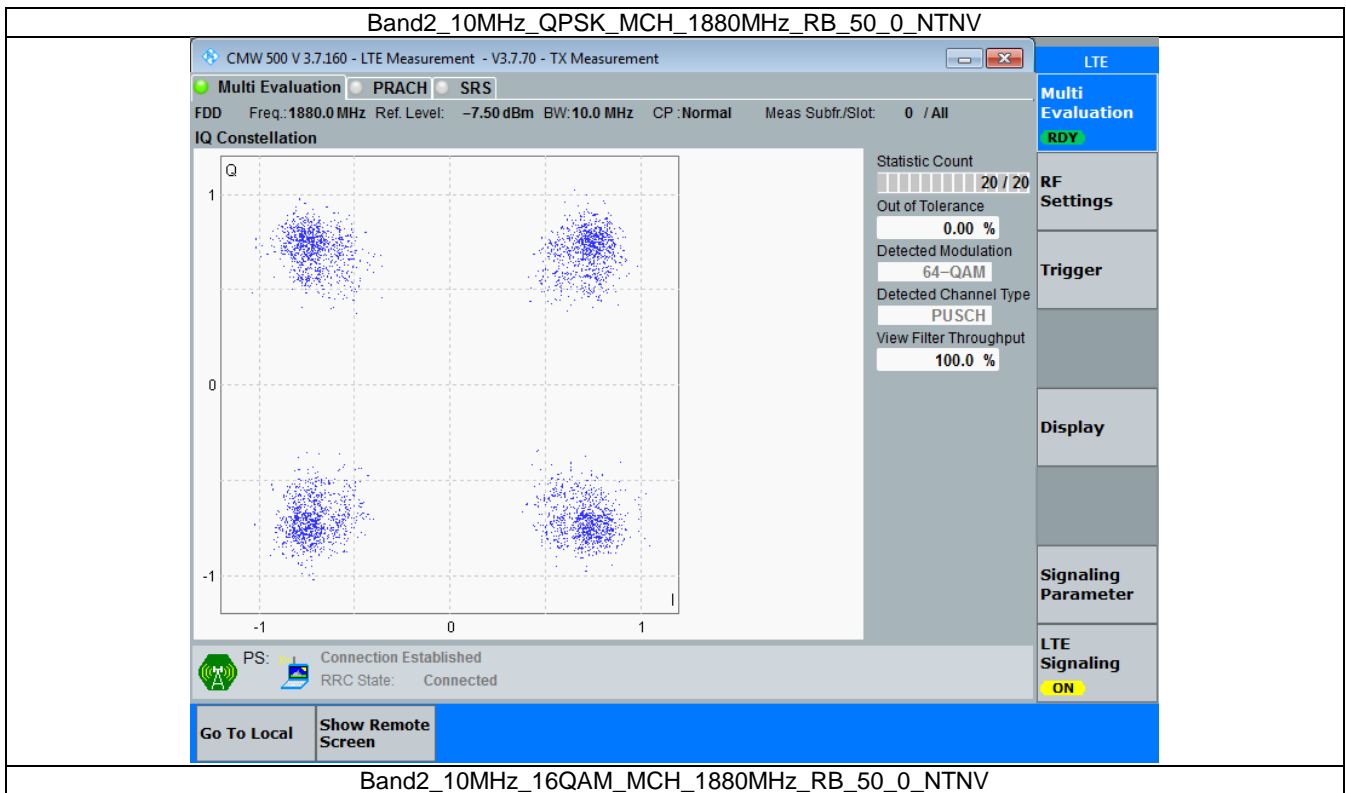 Band2_10MHz_QPSK_MCH_1880MHz_RB_50_0_NTNV
CMW 500 V 3.7.160 - LTE Measurement - V3.7.70 - TX Measurement
LTE
Multi Evaluation PRACH SRS
FDD Freq.: 1880.0 MHz Ref. Level: −7.50 dBm BW: 10.0 MHz CP : Normal Meas Subfr./Slot: 0 / All
IQ Constellation
Multi
Evaluation
RDY
Q
1
0
-1
I
-1 0 1
Statistic Count
20 / 20
Out of Tolerance
0.00 %
Detected Modulation
64−QAM
Detected Channel Type
PUSCH
View Filter Throughput
100.0 %
RF
Settings
Trigger
Display
Signaling
Parameter
LTE
Signaling
ON
PS: Connection Established
RRC State: Connected
Go To Local
Show Remote
Screen
Band2_10MHz_16QAM_MCH_1880MHz_RB_50_0_NTNV